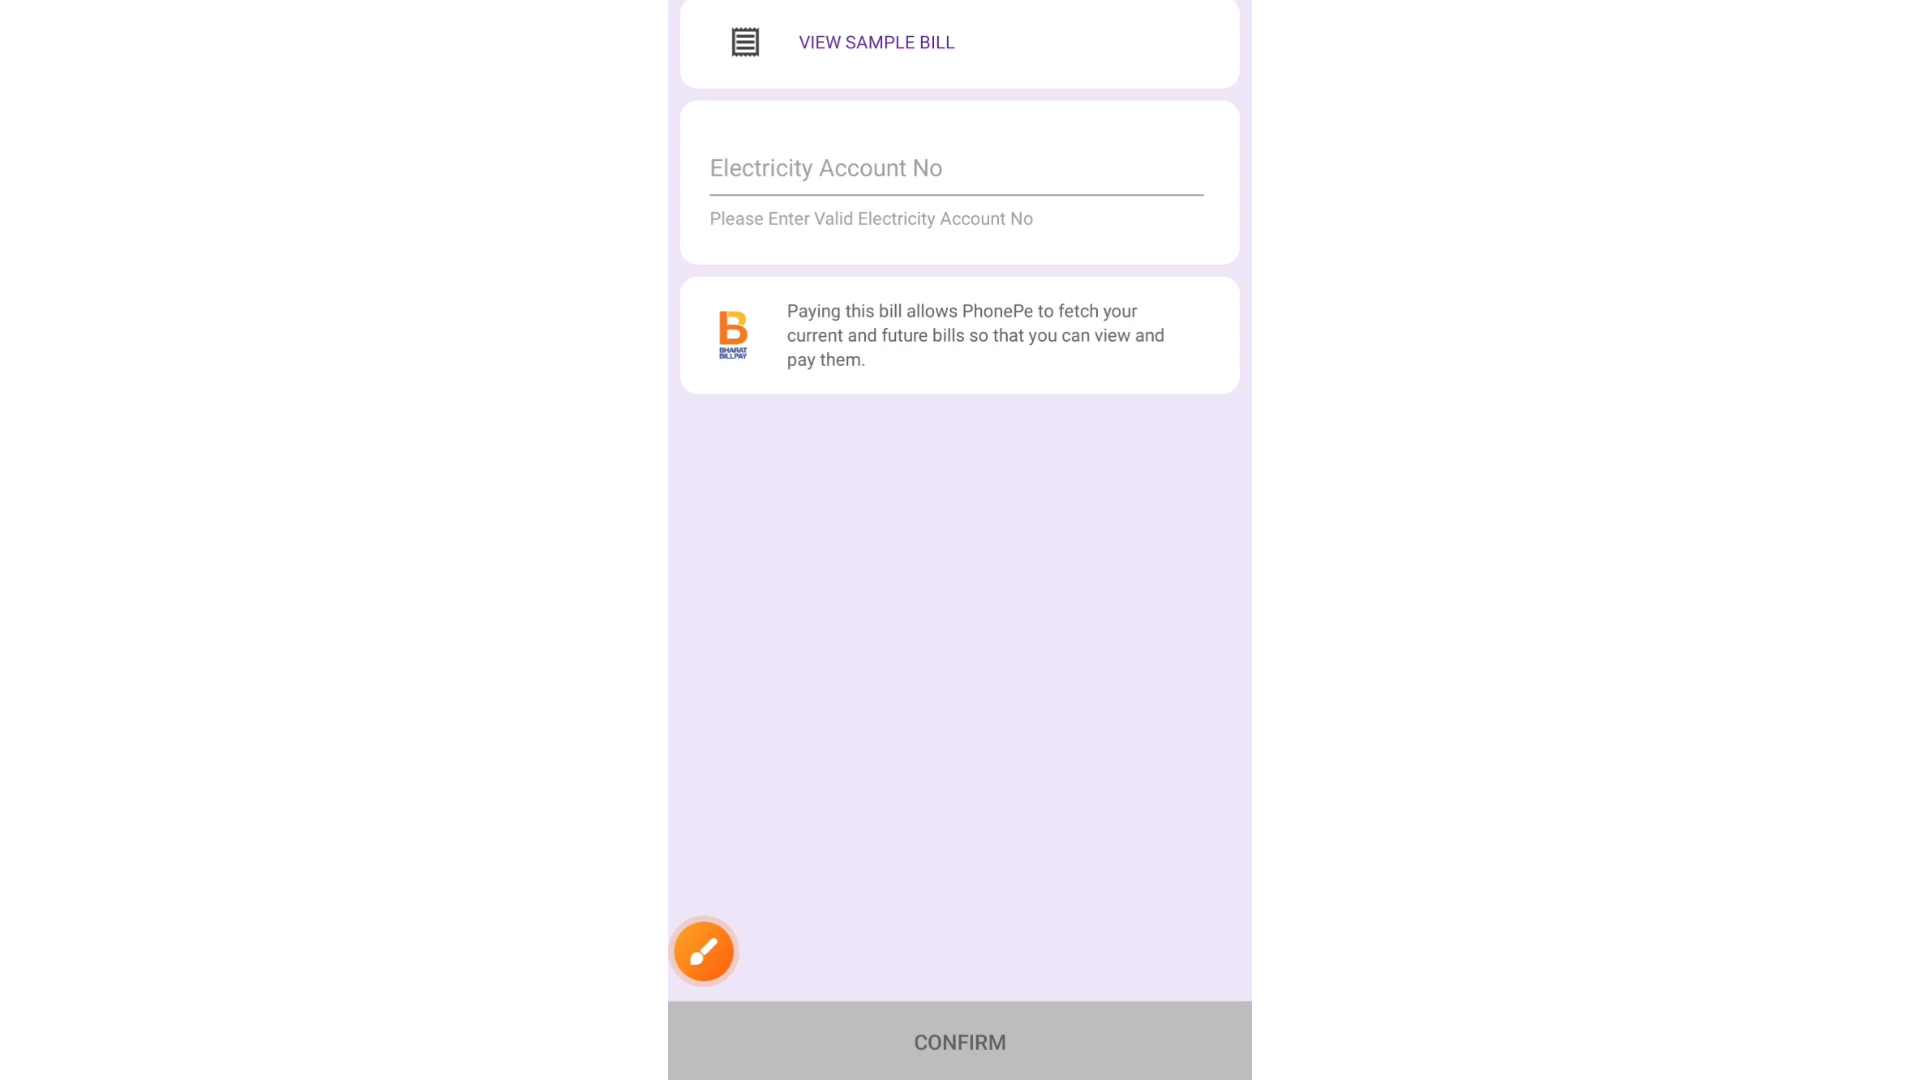 VIEW SAMPLE BILL
Electricity Account No
Please Enter Valid Electricity Account No
Paying this bill allows PhonePe to fetch your
current and future bills so that you can view and
pay them.
BHARAT
BILLPAY
CONFIRM